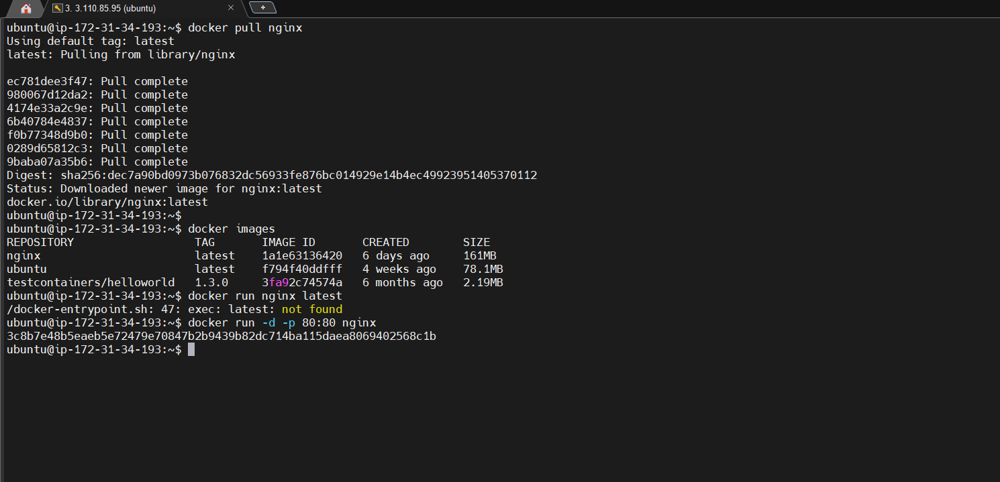 3. 3.110.85.95 (ubuntu)
ubuntu@ip-172-31-34-193:~$ docker pull nginx
Using default tag: latest
latest: Pulling from library/nginx
ec781dee3f47: Pull complete
980067d12da2: Pull complete
4174e33a2c9e: Pull complete
6b40784e4837: Pull complete
f0b77348d9b0: Pull complete
0289d65812c3: Pull complete
9baba07a35b6: Pull complete
Digest: sha256:dec7a90bd0973b076832dc56933fe876bc014929e14b4ec49923951405370112
Status: Downloaded newer image for nginx:latest
docker.io/library/nginx:latest
ubuntu@ip-172-31-34-193:~$
ubuntu@ip-172-31-34-193:~$ docker images
REPOSITORY TAG IMAGE ID CREATED SIZE
nginx latest 1a1e63136420 6 days ago 161MB
ubuntu latest f794f40ddfff 4 weeks ago 78.1MB
testcontainers/helloworld 1.3.0 3fa92c74574a 6 months ago 2.19MB
ubuntu@ip-172-31-34-193:~$ docker run nginx latest
/docker-entrypoint.sh: 47: exec: latest: not found
ubuntu@ip-172-31-34-193:~$ docker run -d -p 80:80 nginx
3c8b7e48b5eaeb5e72479e70847b2b9439b82dc714ba115daea8069402568c1b
ubuntu@ip-172-31-34-193:~$